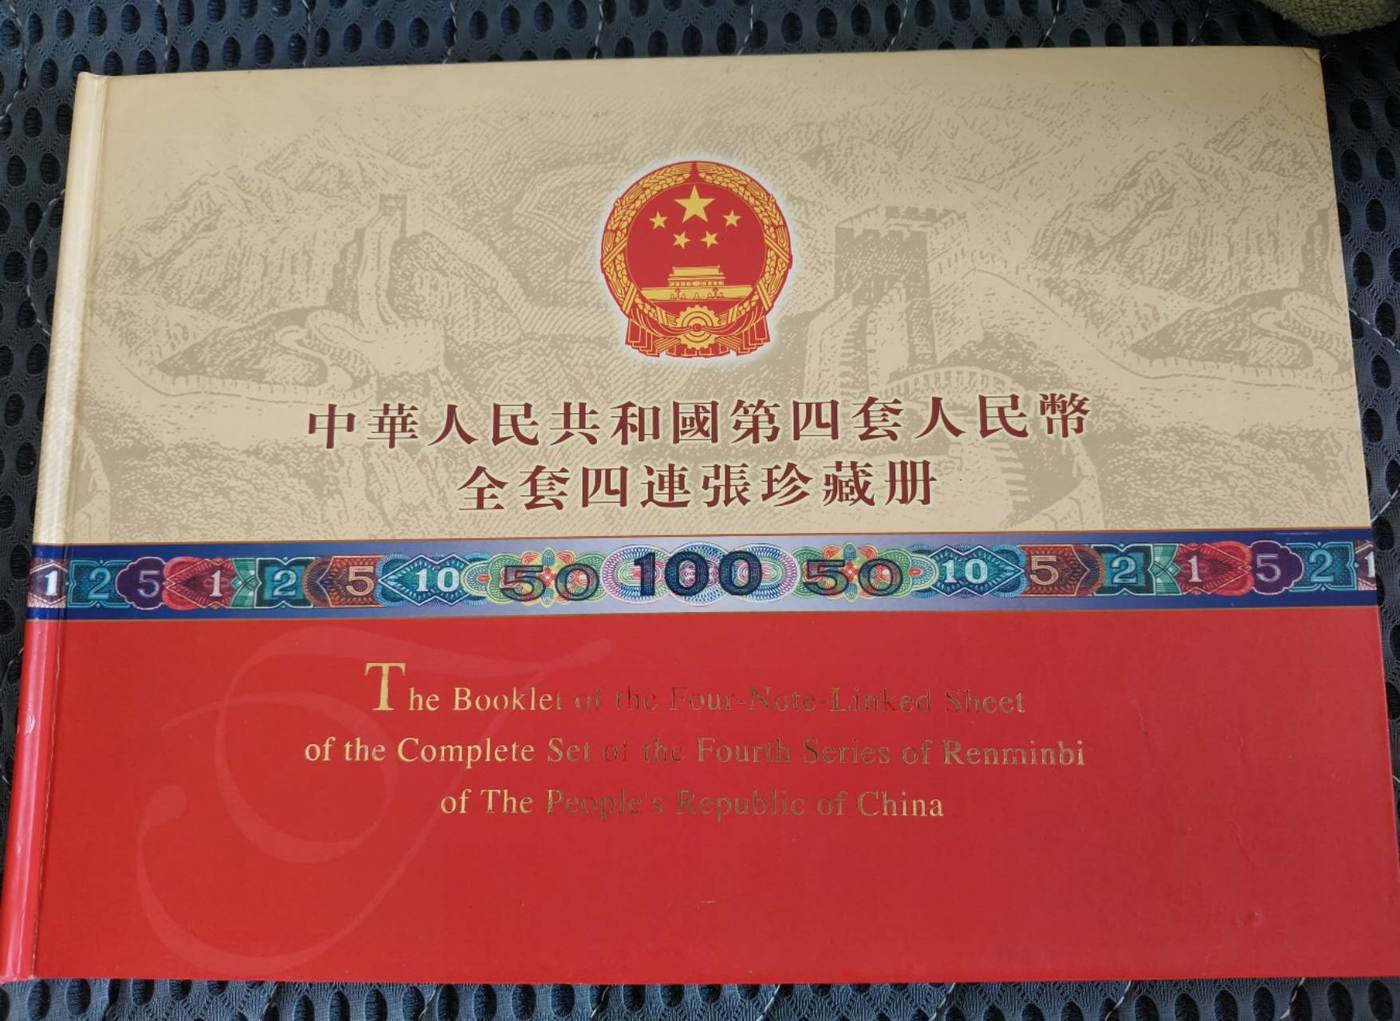 中華人民共和國第四套人民幣
全套四連張珍藏册
1 2 5 1 2 5 10 50 100 50 10 5 2 1 5 2 1
The Booklet of the Four-Note-Linked Sheet
of the Complete Set of the Fourth Series of Renminbi
of The People's Republic of China